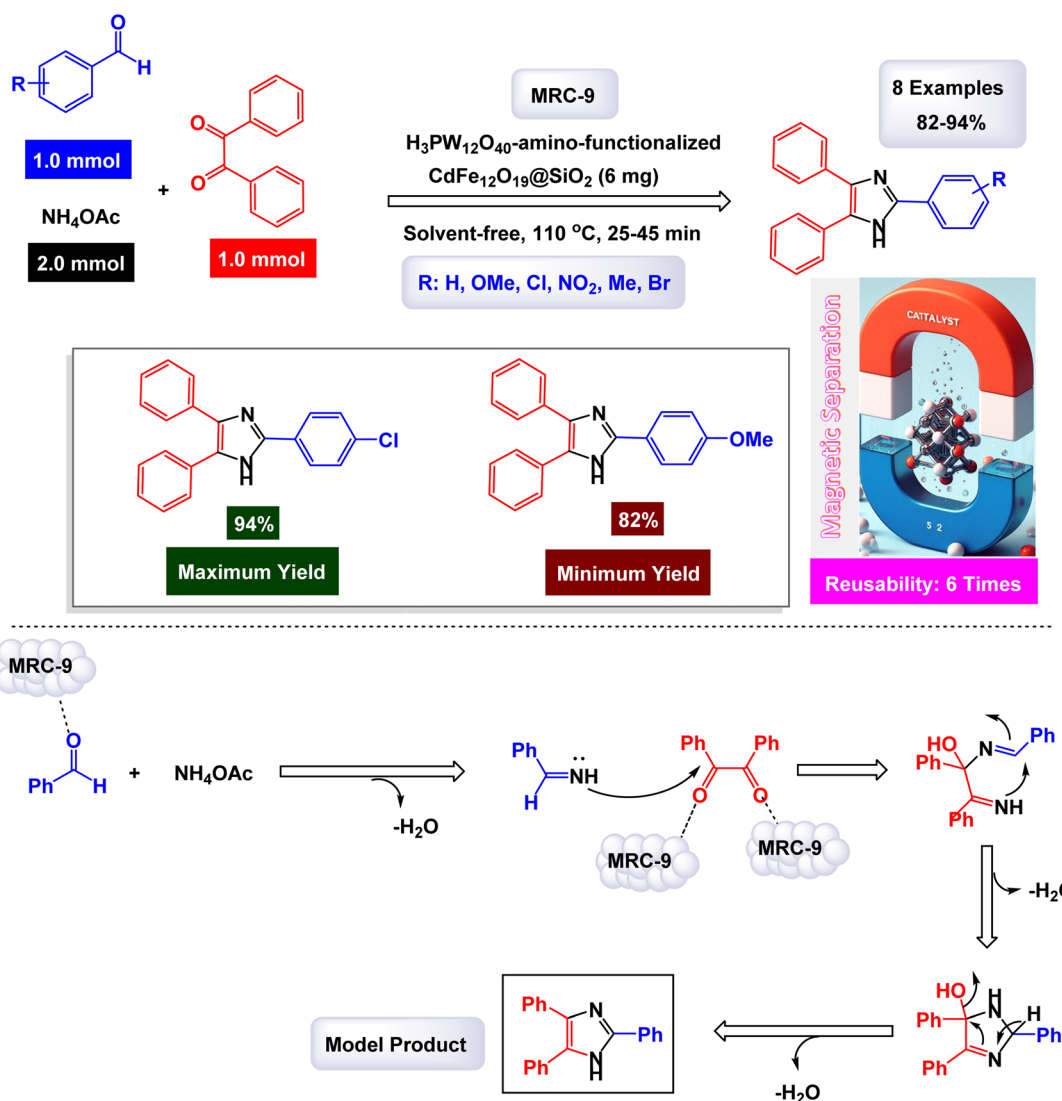 O
H
R
1.0 mmol
NH₄OAc
2.0 mmol
+
O
O
1.0 mmol
MRC-9
H₃PW₁₂O₄₀-amino-functionalized
CdFe₁₂O₁₉@SiO₂ (6 mg)
Solvent-free, 110 °C, 25-45 min
R: H, OMe, Cl, NO₂, Me, Br
8 Examples
82-94%
N
N
H
R
N
N
H
Cl
94%
Maximum Yield
N
N
H
OMe
82%
Minimum Yield
Magnetic Separation
CATTALYST
S 2
Reusability: 6 Times
MRC-9
O
Ph
H
+
NH₄OAc
-H₂O
Ph
NH
H
Ph
Ph
O
O
MRC-9
MRC-9
HO
N
Ph
Ph
NH
Ph
-H₂O
HO
H
N
H
Ph
Ph
N
Ph
-H₂O
Model Product
Ph
N
Ph
Ph
N
H